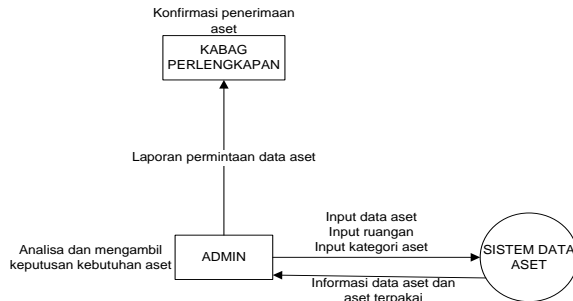 Konfirmasi penerimaan
aset
KABAG
PERLENGKAPAN
Laporan permintaan data aset
Analisa dan mengambil
keputusan kebutuhan aset
ADMIN
Input data aset
Input ruangan
Input kategori aset
SISTEM DATA
ASET
Informasi data aset dan
aset terpakai